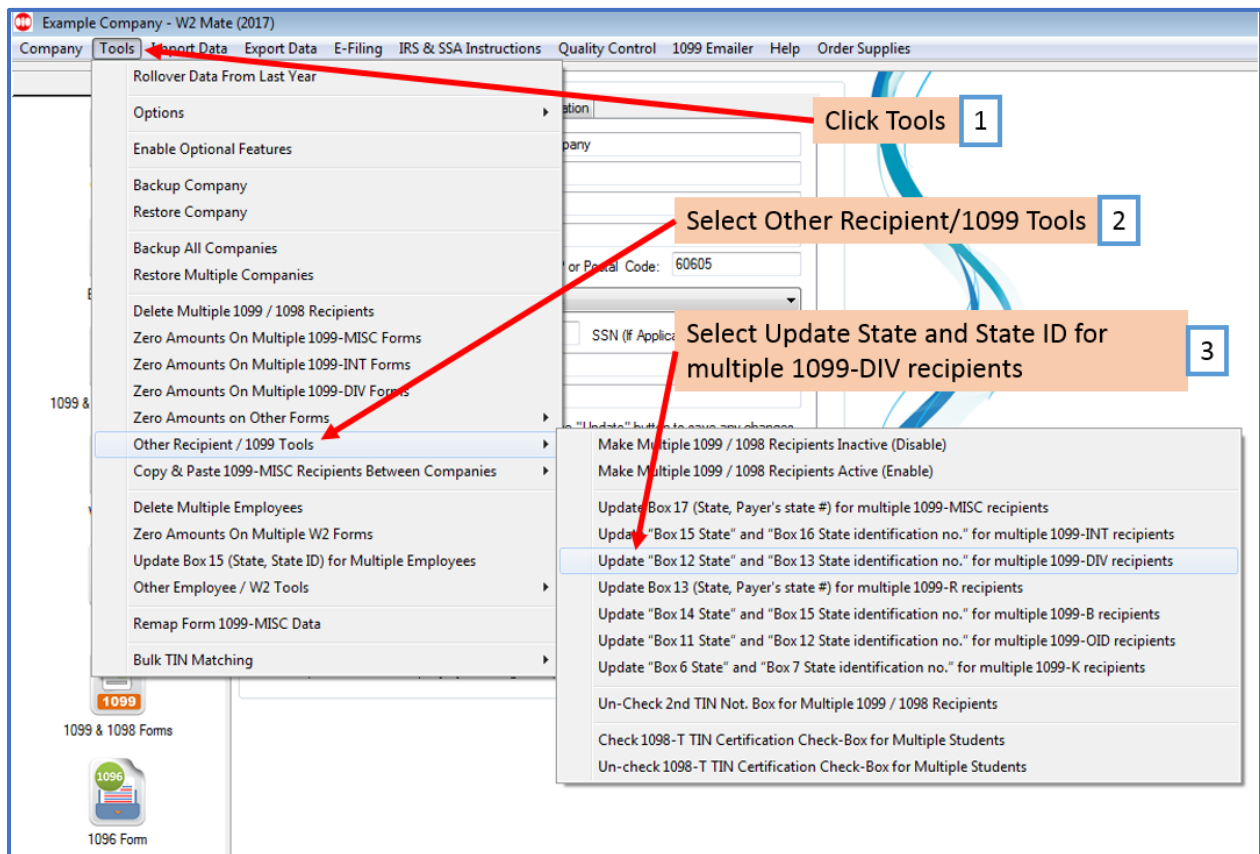 Example Company - W2 Mate (2017)
Company Tools Import Data Export Data E-Filing IRS & SSA Instructions Quality Control 1099 Emailer Help Order Supplies
Rollover Data From Last Year
Options
Enable Optional Features
Backup Company
Restore Company
Backup All Companies
Restore Multiple Companies
Delete Multiple 1099 / 1098 Recipients
Zero Amounts On Multiple 1099-MISC Forms
Zero Amounts On Multiple 1099-INT Forms
Zero Amounts On Multiple 1099-DIV Forms
Zero Amounts on Other Forms
Other Recipient / 1099 Tools
Copy & Paste 1099-MISC Recipients Between Companies
Delete Multiple Employees
Zero Amounts On Multiple W2 Forms
Update Box 15 (State, State ID) for Multiple Employees
Other Employee / W2 Tools
Remap Form 1099-MISC Data
Bulk TIN Matching
Click Tools 1
Select Other Recipient/1099 Tools 2
or Postal Code: 60605
SSN (If Applic
Select Update State and State ID for
multiple 1099-DIV recipients
3
1099 &
"Update" button to save any changes
Make Multiple 1099 / 1098 Recipients Inactive (Disable)
Make Multiple 1099 / 1098 Recipients Active (Enable)
Update Box 17 (State, Payer's state #) for multiple 1099-MISC recipients
Update "Box 15 State" and "Box 16 State identification no." for multiple 1099-INT recipients
Update "Box 12 State" and "Box 13 State identification no." for multiple 1099-DIV recipients
Update Box 13 (State, Payer's state #) for multiple 1099-R recipients
Update "Box 14 State" and "Box 15 State identification no." for multiple 1099-B recipients
Update "Box 11 State" and "Box 12 State identification no." for multiple 1099-OID recipients
Update "Box 6 State" and "Box 7 State identification no." for multiple 1099-K recipients
Un-Check 2nd TIN Not. Box for Multiple 1099 / 1098 Recipients
Check 1098-T TIN Certification Check-Box for Multiple Students
Un-check 1098-T TIN Certification Check-Box for Multiple Students
1099
1099 & 1098 Forms
1096
1096 Form